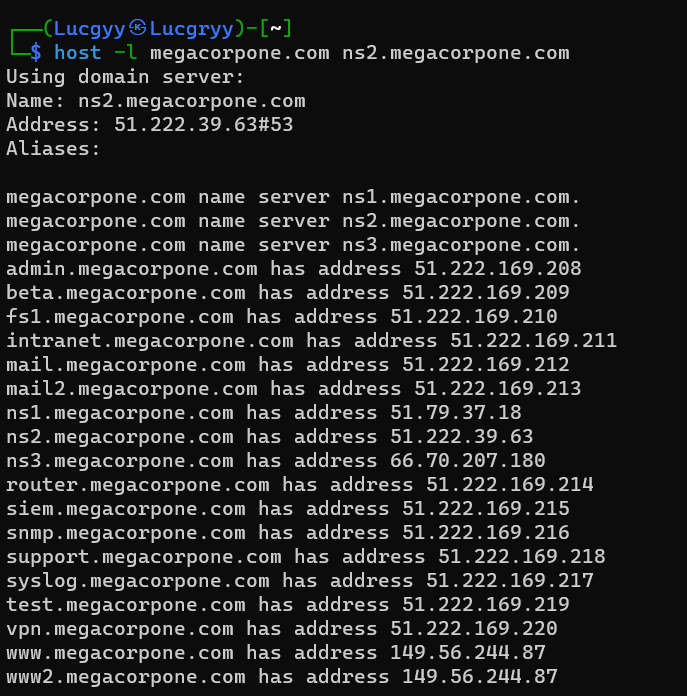 ┌──(Lucgyy㉿Lucgryy)-[~]
└─$ host -l megacorpone.com ns2.megacorpone.com
Using domain server:
Name: ns2.megacorpone.com
Address: 51.222.39.63#53
Aliases:

megacorpone.com name server ns1.megacorpone.com.
megacorpone.com name server ns2.megacorpone.com.
megacorpone.com name server ns3.megacorpone.com.
admin.megacorpone.com has address 51.222.169.208
beta.megacorpone.com has address 51.222.169.209
fs1.megacorpone.com has address 51.222.169.210
intranet.megacorpone.com has address 51.222.169.211
mail.megacorpone.com has address 51.222.169.212
mail2.megacorpone.com has address 51.222.169.213
ns1.megacorpone.com has address 51.79.37.18
ns2.megacorpone.com has address 51.222.39.63
ns3.megacorpone.com has address 66.70.207.180
router.megacorpone.com has address 51.222.169.214
siem.megacorpone.com has address 51.222.169.215
snmp.megacorpone.com has address 51.222.169.216
support.megacorpone.com has address 51.222.169.218
syslog.megacorpone.com has address 51.222.169.217
test.megacorpone.com has address 51.222.169.219
vpn.megacorpone.com has address 51.222.169.220
www.megacorpone.com has address 149.56.244.87
www2.megacorpone.com has address 149.56.244.87